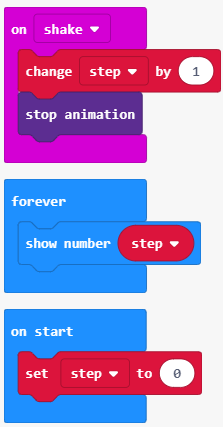 on shake
change step by 1
stop animation
forever
show number step
on start
set step to 0